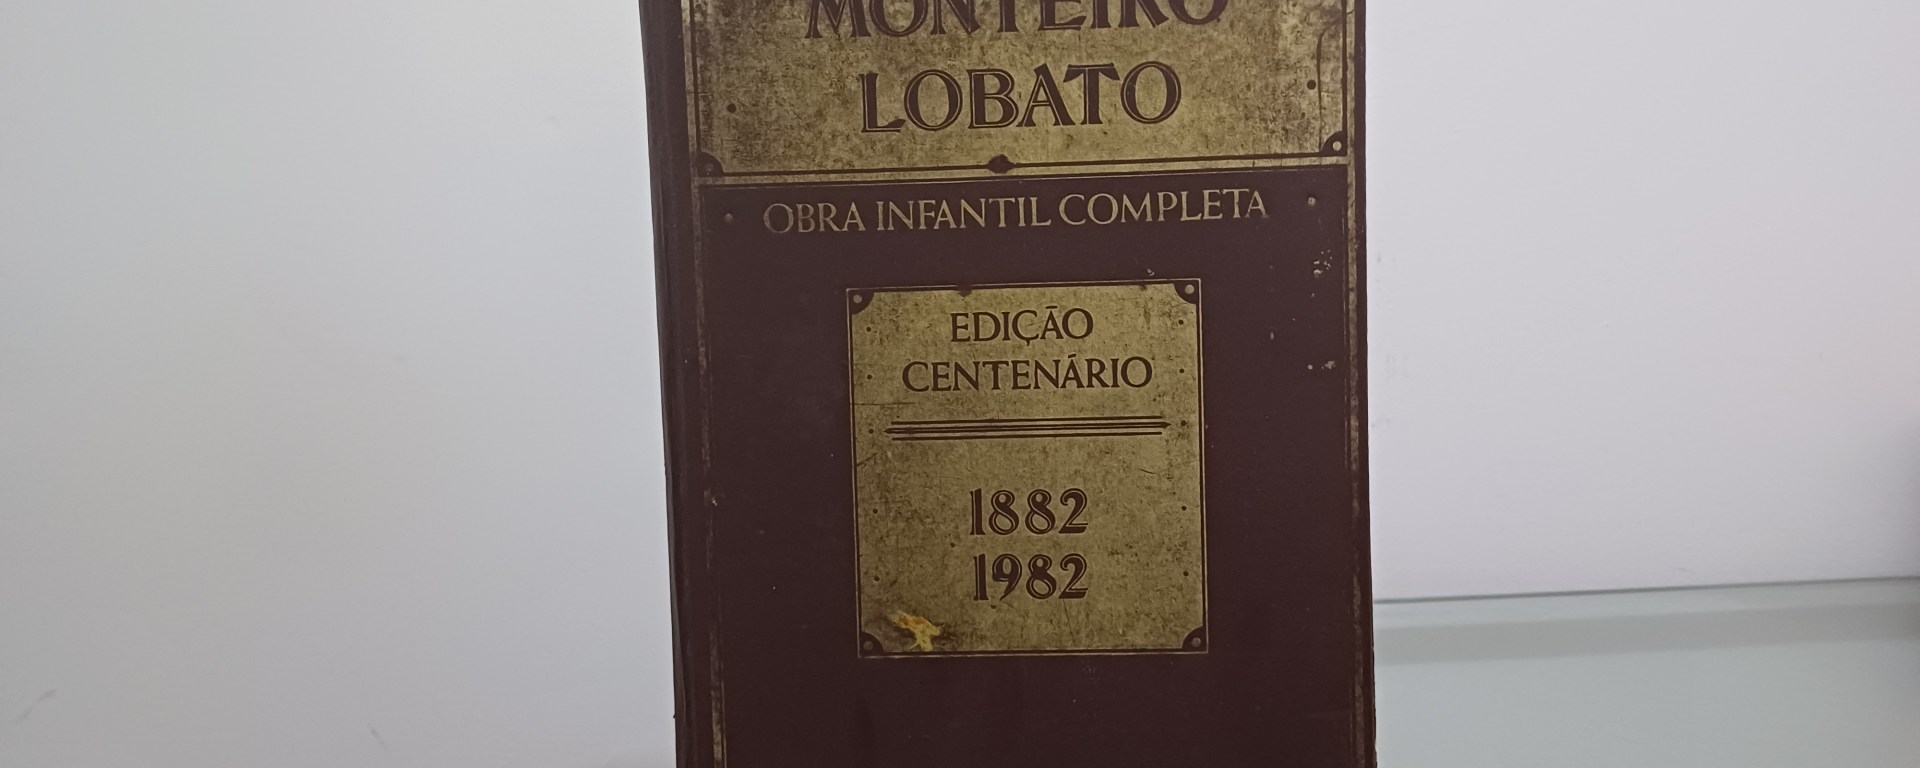 MONTEIRO
LOBATO
OBRA INFANTIL COMPLETA
EDIÇÃO
CENTENÁRIO
1882
1982